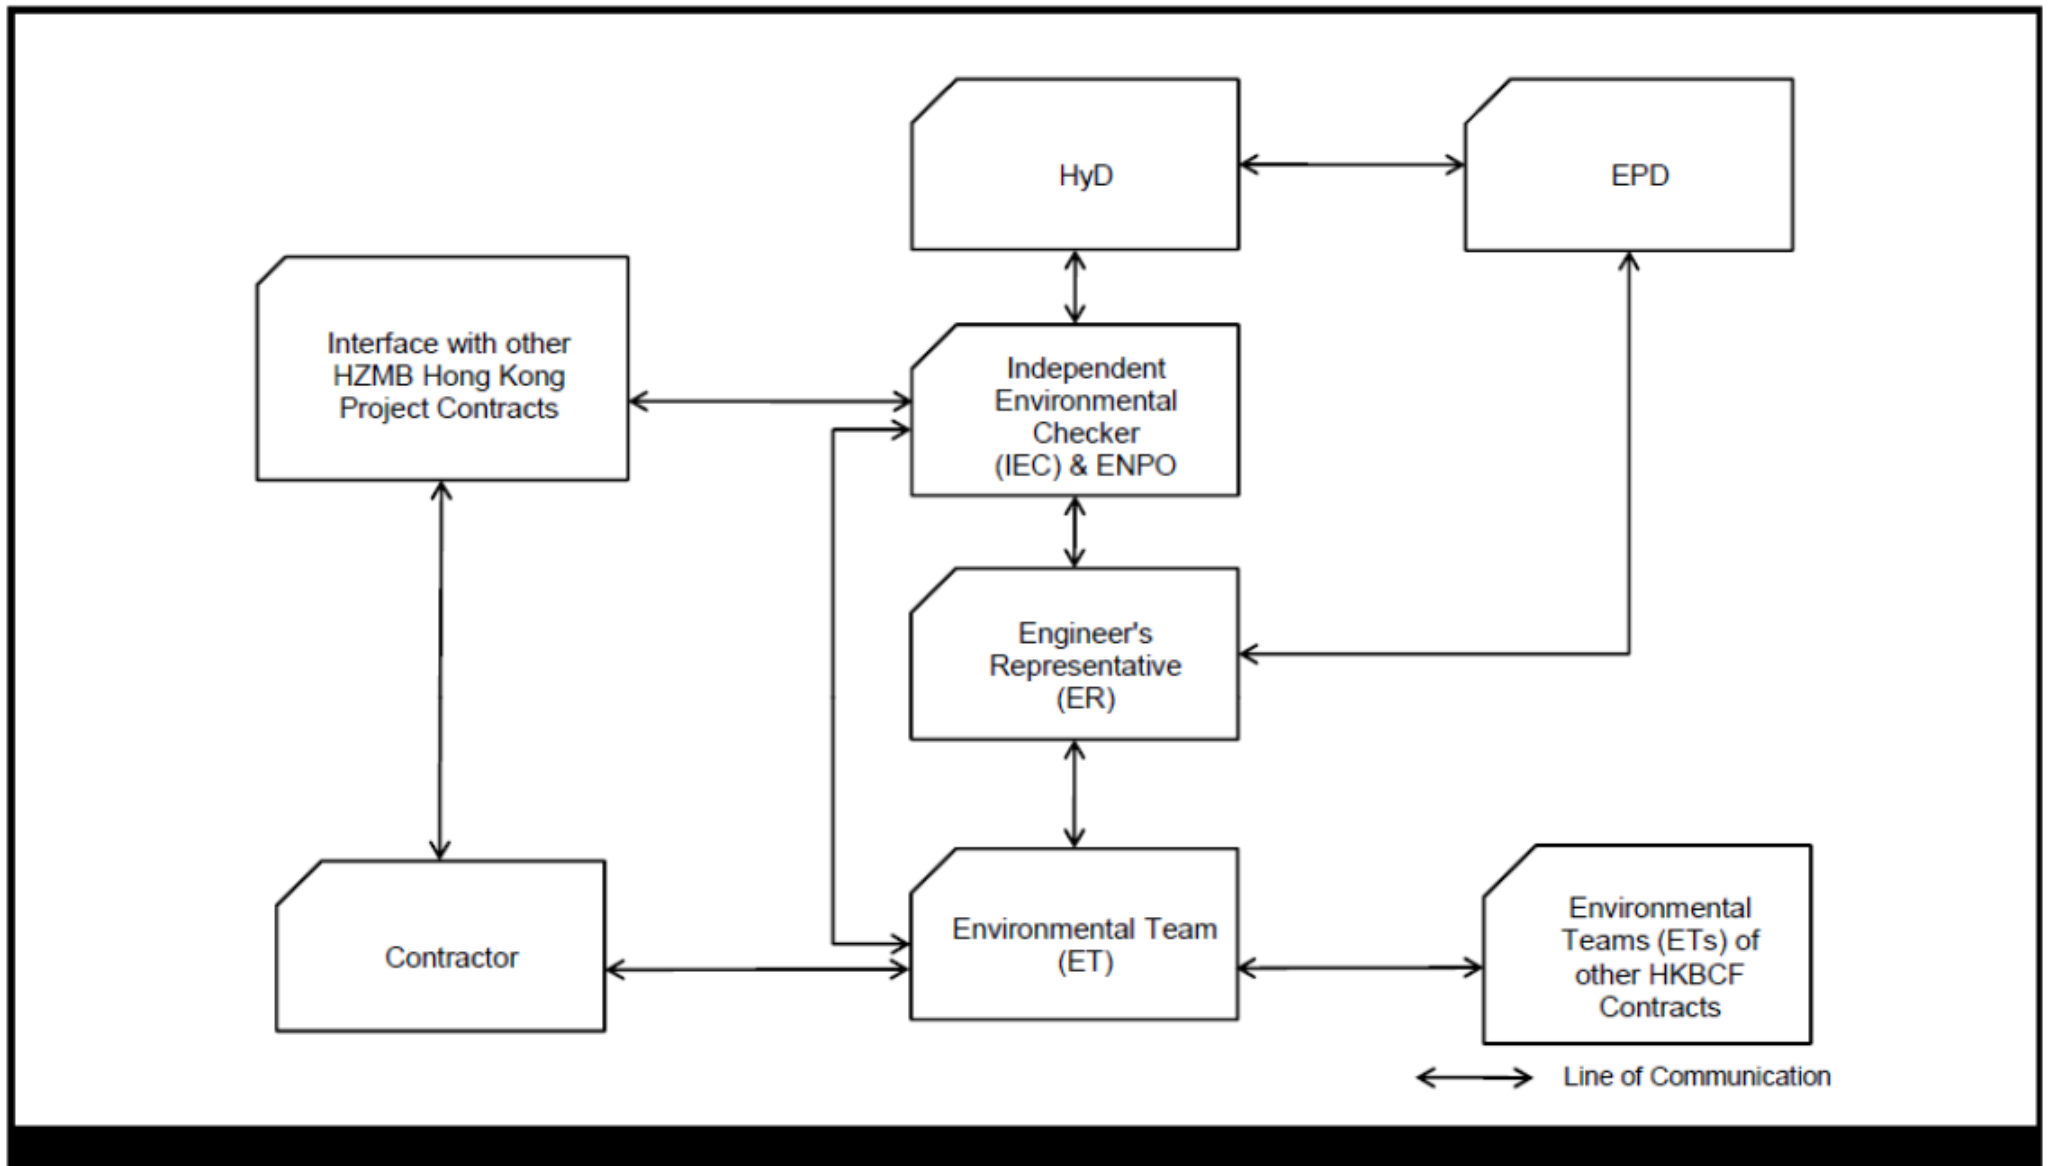 HyD
EPD
Interface with other
HZMB Hong Kong
Project Contracts
Independent
Environmental
Checker
(IEC) & ENPO
Engineer's
Representative
(ER)
Contractor
Environmental Team
(ET)
Environmental
Teams (ETs) of
other HKBCF
Contracts
Line of Communication